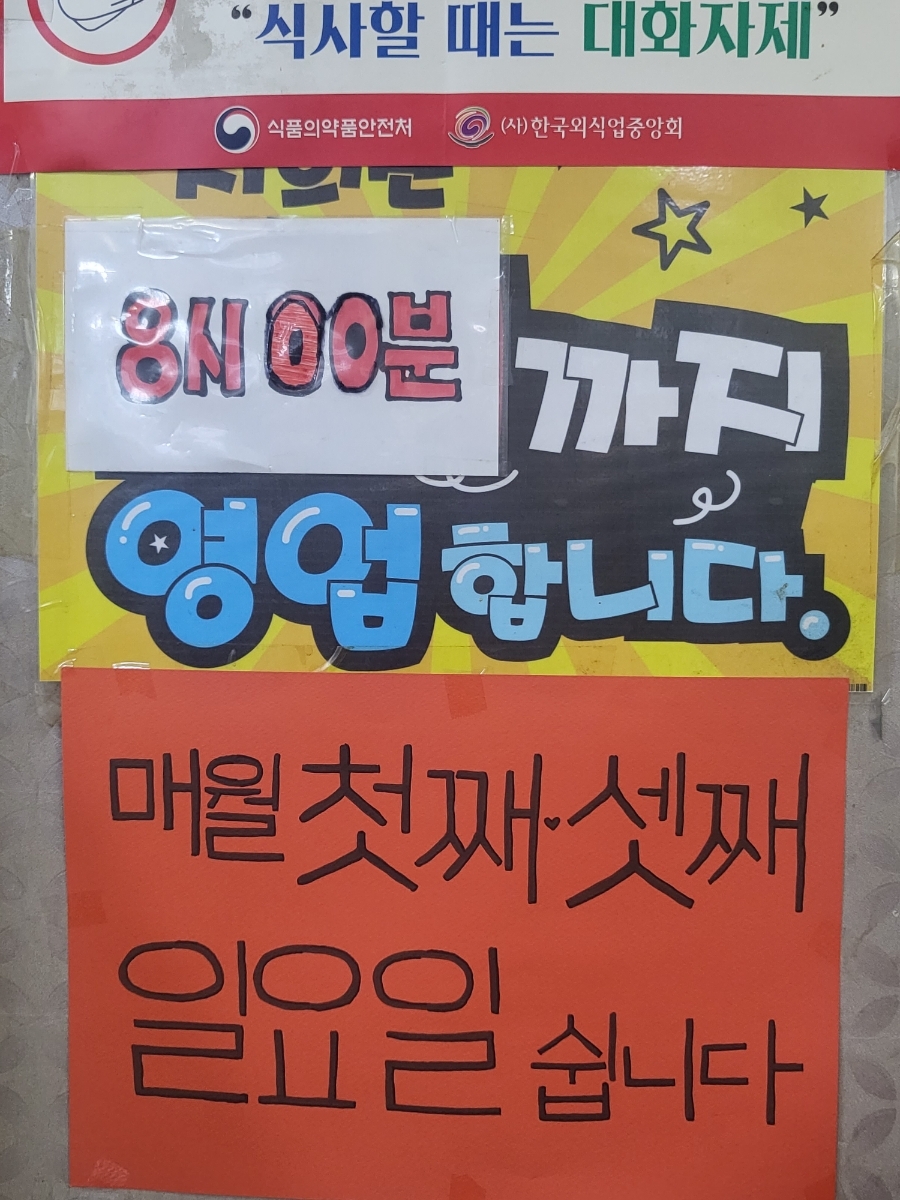 “식사할 때는 대화자제”
식품의약품안전처 (사)한국외식업중앙회
8시00분 까지
영업 합니다.
매월 첫째·셋째
일요일 쉽니다